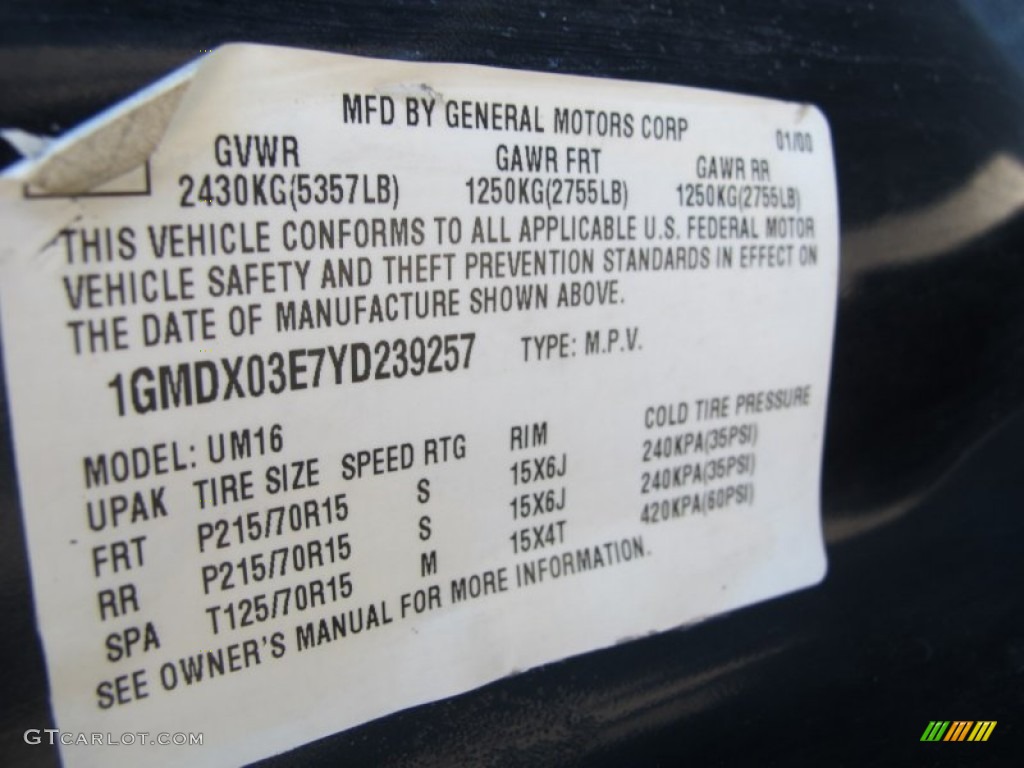 MFD BY GENERAL MOTORS CORP 01/00
GVWR GAWR FRT GAWR RR
2430KG(5357LB) 1250KG(2755LB) 1250KG(2755LB)
THIS VEHICLE CONFORMS TO ALL APPLICABLE U.S. FEDERAL MOTOR
VEHICLE SAFETY AND THEFT PREVENTION STANDARDS IN EFFECT ON
THE DATE OF MANUFACTURE SHOWN ABOVE.
1GMDX03E7YD239257 TYPE: M.P.V.
MODEL: UM16
UPAK TIRE SIZE SPEED RTG RIM COLD TIRE PRESSURE
FRT P215/70R15 S 15X6J 240KPA(35PSI)
RR P215/70R15 S 15X6J 240KPA(35PSI)
SPA T125/70R15 M 15X4T 420KPA(60PSI)
SEE OWNER'S MANUAL FOR MORE INFORMATION.
GTCARLOT.COM